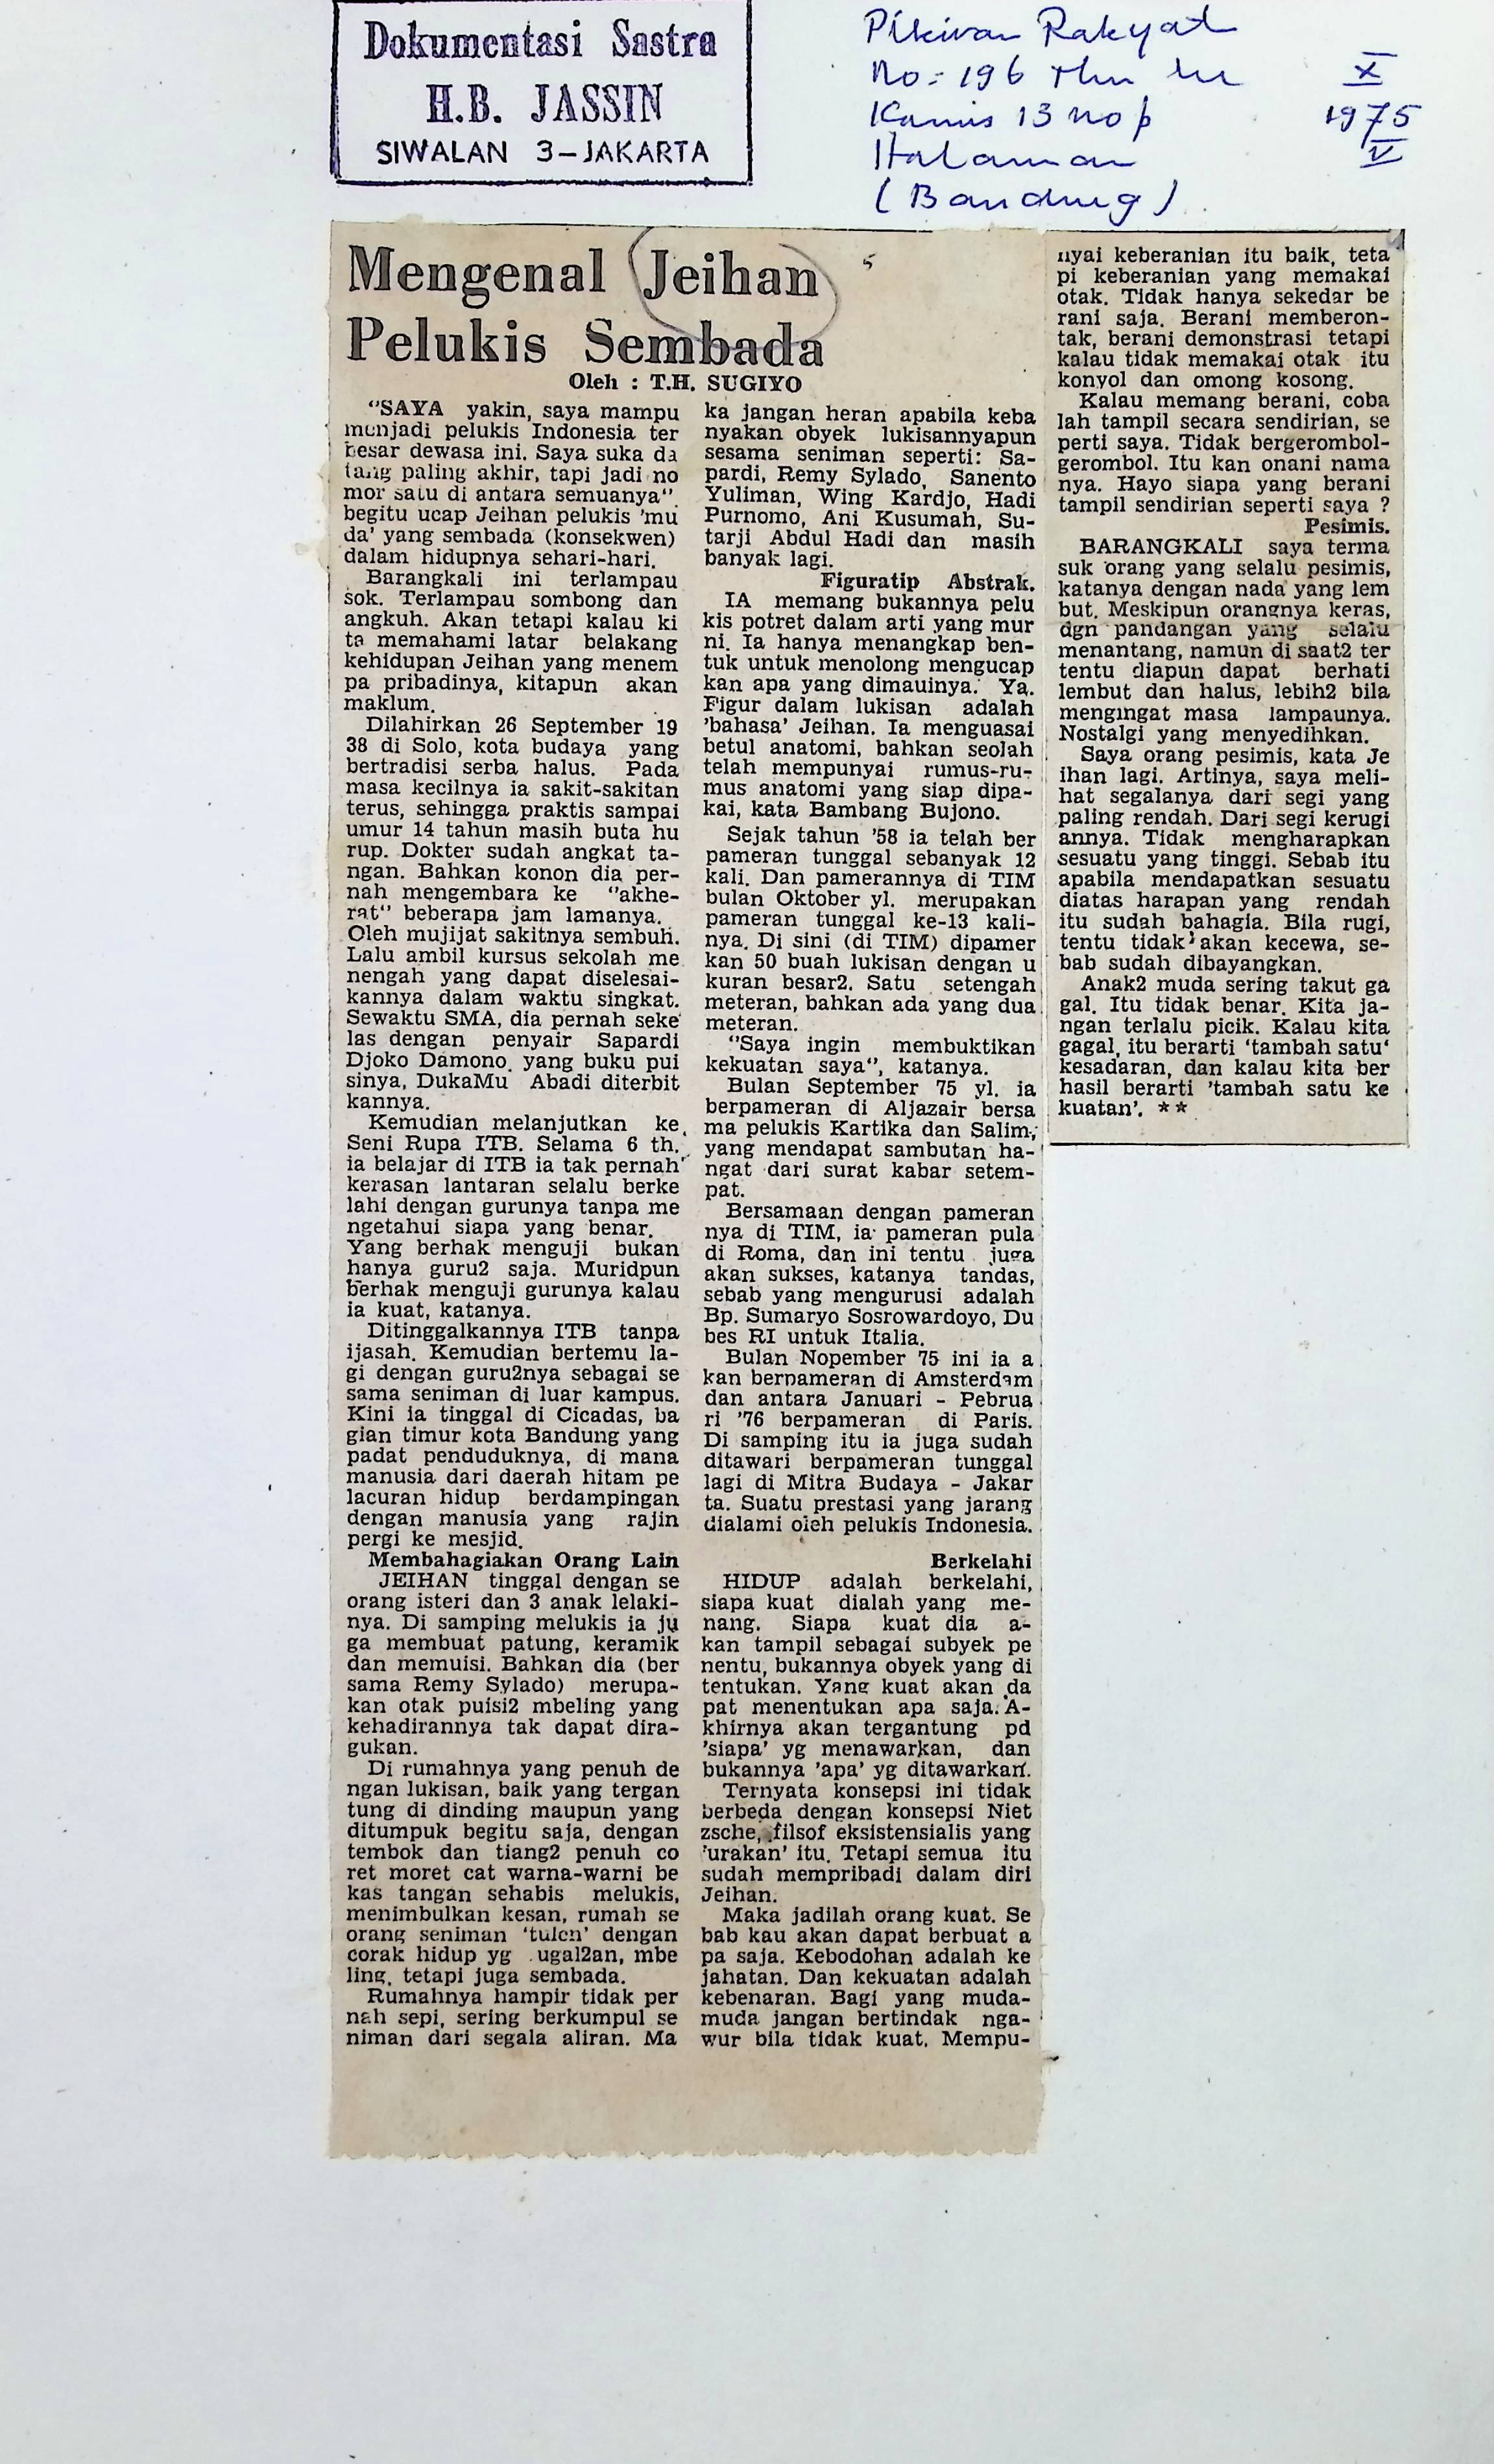 Dokumentasi Sastra
H.B. JASSIN
SIWALAN 3-JAKARTA
Pikiran Rakyat
No: 196 thn ke X
Kamis 13 nop 1975
Halaman V
(Bandung)
Mengenal Jeihan
5
Pelukis Sembada
Oleh : T.H. SUGIYO
"SAYA yakin, saya mampu
menjadi pelukis Indonesia ter
besar dewasa ini. Saya suka da
tang paling akhir, tapi jadi no
mor satu di antara semuanya".
begitu ucap Jeihan pelukis 'mu
da' yang sembada (konsekwen)
dalam hidupnya sehari-hari.
Barangkali ini terlampau
sok. Terlampau sombong dan
angkuh. Akan tetapi kalau ki
ta memahami latar belakang
kehidupan Jeihan yang menem
pa pribadinya, kitapun akan
maklum.
Dilahirkan 26 September 19
38 di Solo, kota budaya yang
bertradisi serba halus. Pada
masa kecilnya ia sakit-sakitan
terus, sehingga praktis sampai
umur 14 tahun masih buta hu
rup. Dokter sudah angkat ta-
ngan. Bahkan konon dia per-
nah mengembara ke "akhe-
rat" beberapa jam lamanya.
Oleh mujijat sakitnya sembuh.
Lalu ambil kursus sekolah me
nengah yang dapat diselesai-
kannya dalam waktu singkat.
Sewaktu SMA, dia pernah seke
las dengan penyair Sapardi
Djoko Damono, yang buku pui
sinya, DukaMu Abadi diterbit
kannya.
Kemudian melanjutkan ke
Seni Rupa ITB. Selama 6 th.
ia belajar di ITB ia tak pernah
kerasan lantaran selalu berke
lahi dengan gurunya tanpa me
ngetahui siapa yang benar.
Yang berhak menguji bukan
hanya guru2 saja. Muridpun
berhak menguji gurunya kalau
ia kuat, katanya.
Ditinggalkannya ITB tanpa
ijasah. Kemudian bertemu la-
gi dengan guru2nya sebagai se
sama seniman di luar kampus.
Kini ia tinggal di Cicadas, ba
gian timur kota Bandung yang
padat penduduknya, di mana
manusia dari daerah hitam pe
lacuran hidup berdampingan
dengan manusia yang rajin
pergi ke mesjid.
Membahagiakan Orang Lain
JEIHAN tinggal dengan se
orang isteri dan 3 anak lelaki-
nya. Di samping melukis ia ju
ga membuat patung, keramik
dan memuisi. Bahkan dia (ber
sama Remy Sylado) merupa-
kan otak puisi2 mbeling yang
kehadirannya tak dapat dira-
gukan.
Di rumahnya yang penuh de
ngan lukisan, baik yang tergan
tung di dinding maupun yang
ditumpuk begitu saja, dengan
tembok dan tiang2 penuh co
ret moret cat warna-warni be
kas tangan sehabis melukis,
menimbulkan kesan, rumah se
orang seniman 'tulen' dengan
corak hidup yg ugal2an, mbe
ling, tetapi juga sembada.
Rumahnya hampir tidak per
nah sepi, sering berkumpul se
niman dari segala aliran. Ma
ka jangan heran apabila keba
nyakan obyek lukisannyapun
sesama seniman seperti: Sa-
pardi, Remy Sylado, Sanento
Yuliman, Wing Kardjo, Hadi
Purnomo, Ani Kusumah, Su-
tarji Abdul Hadi dan masih
banyak lagi.
Figuratip Abstrak.
IA memang bukannya pelu
kis potret dalam arti yang mur
ni. Ia hanya menangkap ben-
tuk untuk menolong mengucap
kan apa yang dimauinya. Ya.
Figur dalam lukisan adalah
'bahasa' Jeihan. Ia menguasai
betul anatomi, bahkan seolah
telah mempunyai rumus-ru-
mus anatomi yang siap dipa-
kai, kata Bambang Bujono.
Sejak tahun '58 ia telah ber
pameran tunggal sebanyak 12
kali. Dan pamerannya di TIM
bulan Oktober yl. merupakan
pameran tunggal ke-13 kali-
nya. Di sini (di TIM) dipamer
kan 50 buah lukisan dengan u
kuran besar2. Satu setengah
meteran, bahkan ada yang dua
meteran.
"Saya ingin membuktikan
kekuatan saya", katanya.
Bulan September 75 yl. ia
berpameran di Aljazair bersa
ma pelukis Kartika dan Salim,
yang mendapat sambutan ha-
ngat dari surat kabar setem-
pat.
Bersamaan dengan pameran
nya di TIM, ia pameran pula
di Roma, dan ini tentu juga
akan sukses, katanya tandas,
sebab yang mengurusi adalah
Bp. Sumaryo Sosrowardoyo, Du
bes RI untuk Italia.
Bulan Nopember 75 ini ia a
kan berpameran di Amsterdam
dan antara Januari - Pebrua
ri '76 berpameran di Paris.
Di samping itu ia juga sudah
ditawari berpameran tunggal
lagi di Mitra Budaya - Jakar
ta. Suatu prestasi yang jarang
dialami oleh pelukis Indonesia.
Berkelahi
HIDUP adalah berkelahi,
siapa kuat dialah yang me-
nang. Siapa kuat dia a-
kan tampil sebagai subyek pe
nentu, bukannya obyek yang di
tentukan. Yang kuat akan da
pat menentukan apa saja. A-
khirnya akan tergantung pd
'siapa' yg menawarkan, dan
bukannya 'apa' yg ditawarkan.
Ternyata konsepsi ini tidak
berbeda dengan konsepsi Niet
zsche, filsof eksistensialis yang
'urakan' itu. Tetapi semua itu
sudah mempribadi dalam diri
Jeihan.
Maka jadilah orang kuat. Se
bab kau akan dapat berbuat a
pa saja. Kebodohan adalah ke
jahatan. Dan kekuatan adalah
kebenaran. Bagi yang muda-
muda jangan bertindak nga-
wur bila tidak kuat. Mempu-
nyai keberanian itu baik, teta
pi keberanian yang memakai
otak. Tidak hanya sekedar be
rani saja. Berani memberon-
tak, berani demonstrasi tetapi
kalau tidak memakai otak itu
konyol dan omong kosong.
Kalau memang berani, coba
lah tampil secara sendirian, se
perti saya. Tidak bergerombol-
gerombol. Itu kan onani nama
nya. Hayo siapa yang berani
tampil sendirian seperti saya ?
Pesimis.
BARANGKALI saya terma
suk orang yang selalu pesimis,
katanya dengan nada yang lem
but. Meskipun orangnya keras,
dgn pandangan yang selalu
menantang, namun di saat2 ter
tentu diapun dapat berhati
lembut dan halus, lebih2 bila
mengingat masa lampaunya.
Nostalgi yang menyedihkan.
Saya orang pesimis, kata Je
ihan lagi. Artinya, saya meli-
hat segalanya dari segi yang
paling rendah. Dari segi kerugi
annya. Tidak mengharapkan
sesuatu yang tinggi. Sebab itu
apabila mendapatkan sesuatu
diatas harapan yang rendah
itu sudah bahagia. Bila rugi,
tentu tidak akan kecewa, se-
bab sudah dibayangkan.
Anak2 muda sering takut ga
gal. Itu tidak benar. Kita ja-
ngan terlalu picik. Kalau kita
gagal, itu berarti 'tambah satu'
kesadaran, dan kalau kita ber
hasil berarti 'tambah satu ke
kuatan'. **